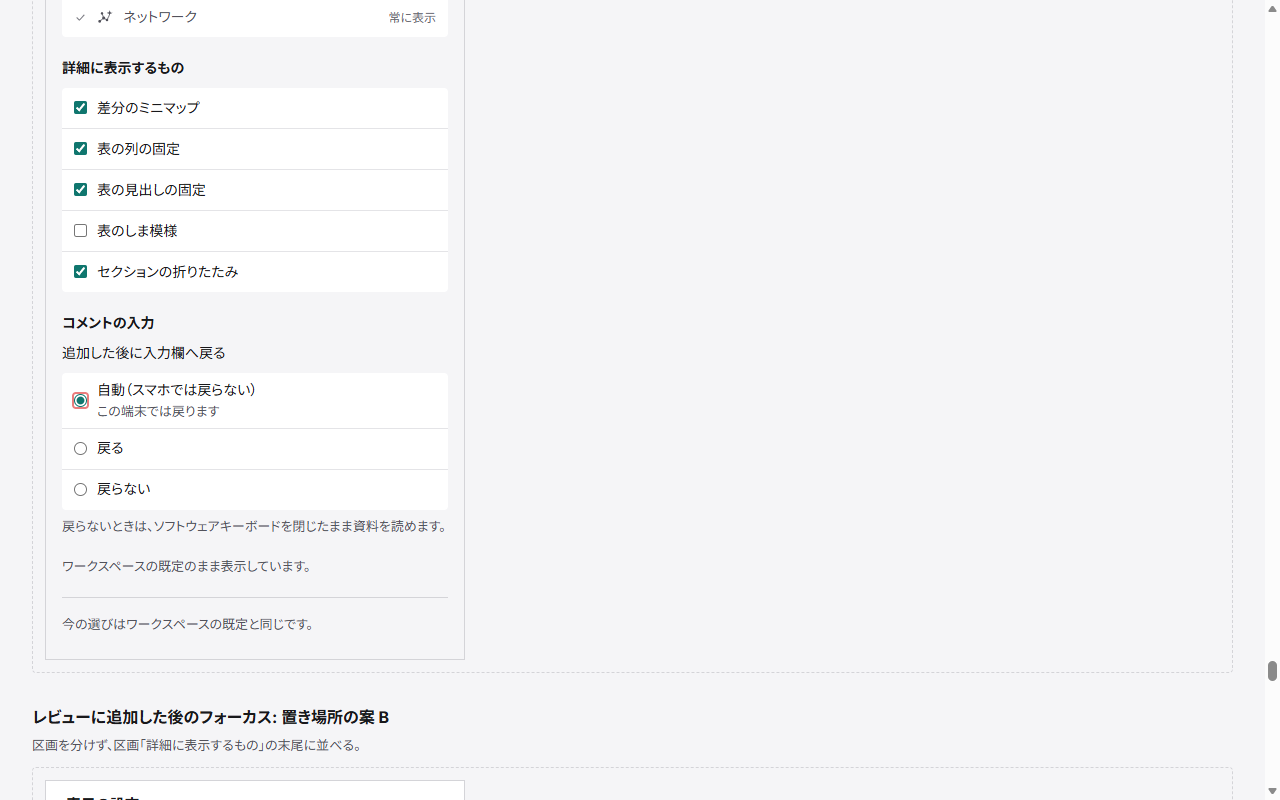 ネットワーク 常に表示
詳細に表示するもの
差分のミニマップ
表の列の固定
表の見出しの固定
表のしま模様
セクションの折りたたみ
コメントの入力
追加した後に入力欄へ戻る
自動（スマホでは戻らない）
この端末では戻ります
戻る
戻らない
戻らないときは、ソフトウェアキーボードを閉じたまま資料を読めます。
ワークスペースの既定のまま表示しています。
今の選びはワークスペースの既定と同じです。
レビューに追加した後のフォーカス: 置き場所の案 B
区画を分けず、区画「詳細に表示するもの」の末尾に並べる。